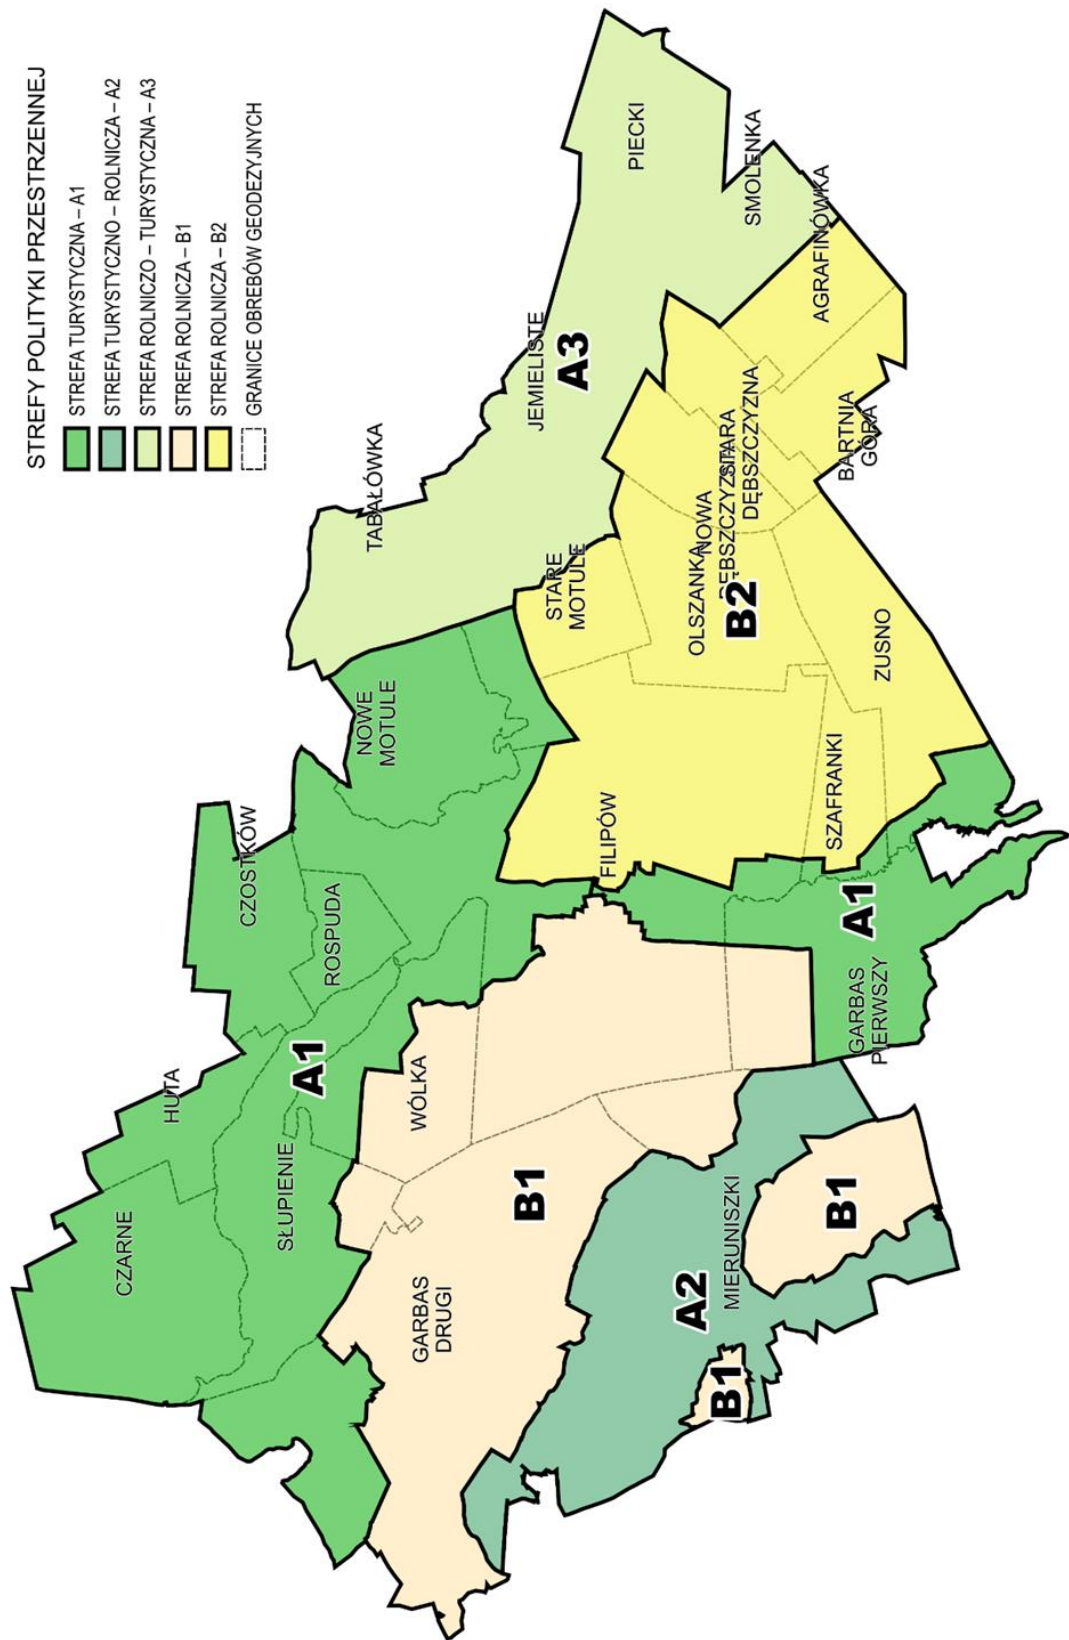 STREFY POLITYKI PRZESTRZENNEJ
STREFA TURYSTYCZNA – A1
STREFA TURYSTYCZNO – ROLNICZA – A2
STREFA ROLNICZO – TURYSTYCZNA – A3
STREFA ROLNICZA – B1
STREFA ROLNICZA – B2
GRANICE OBRĘBÓW GEODEZYJNYCH
CZARNE
HUTA
CZOSTKÓW
SŁUPIENIE
A1
ROSPUDA
NOWE
MOTULE
TABAŁÓWKA
WÓLKA
GARBAS
DRUGI
B1
JEMIELISTE
A3
STARE
MOTULE
FILIPÓW
PIECKI
A2
OLSZANKA
NOWA
DĘBSZCZYZNA
STARA
DĘBSZCZYZNA
B1
MIERUNISZKI
B2
SMOLENKA
AGRAFINÓWKA
SZAFRANKI
B1
BARTNIA
GÓRA
A1
GARBAS
PIERWSZY
ZUSNO